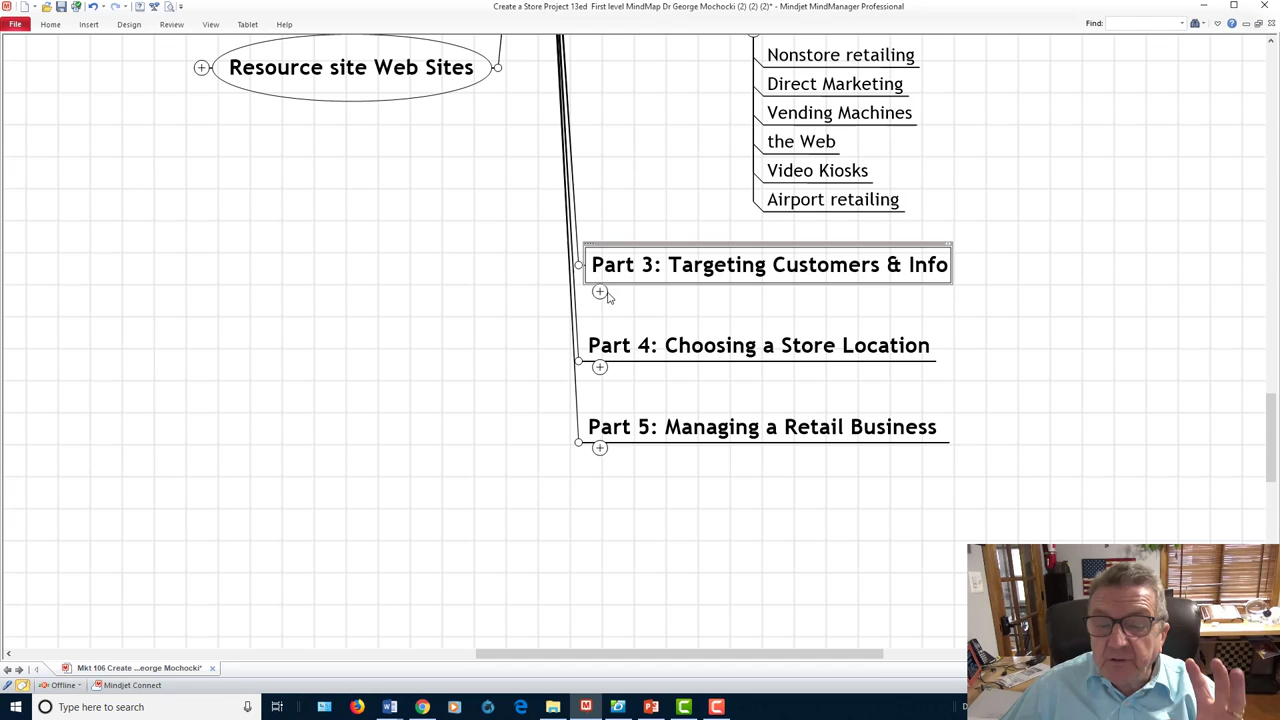 Create a Store Project 13ed First level MindMap Dr George Mochocki (2) (2) (2)* - Mindjet MindManager Professional
File Home Insert Design Review View Tablet Help Find:
Resource site Web Sites
Nonstore retailing
Direct Marketing
Vending Machines
the Web
Video Kiosks
Airport retailing
Part 3: Targeting Customers & Info
Part 4: Choosing a Store Location
Part 5: Managing a Retail Business
Mkt 106 Create ...eorge Mochocki*
Offline Mindjet Connect
Type here to search